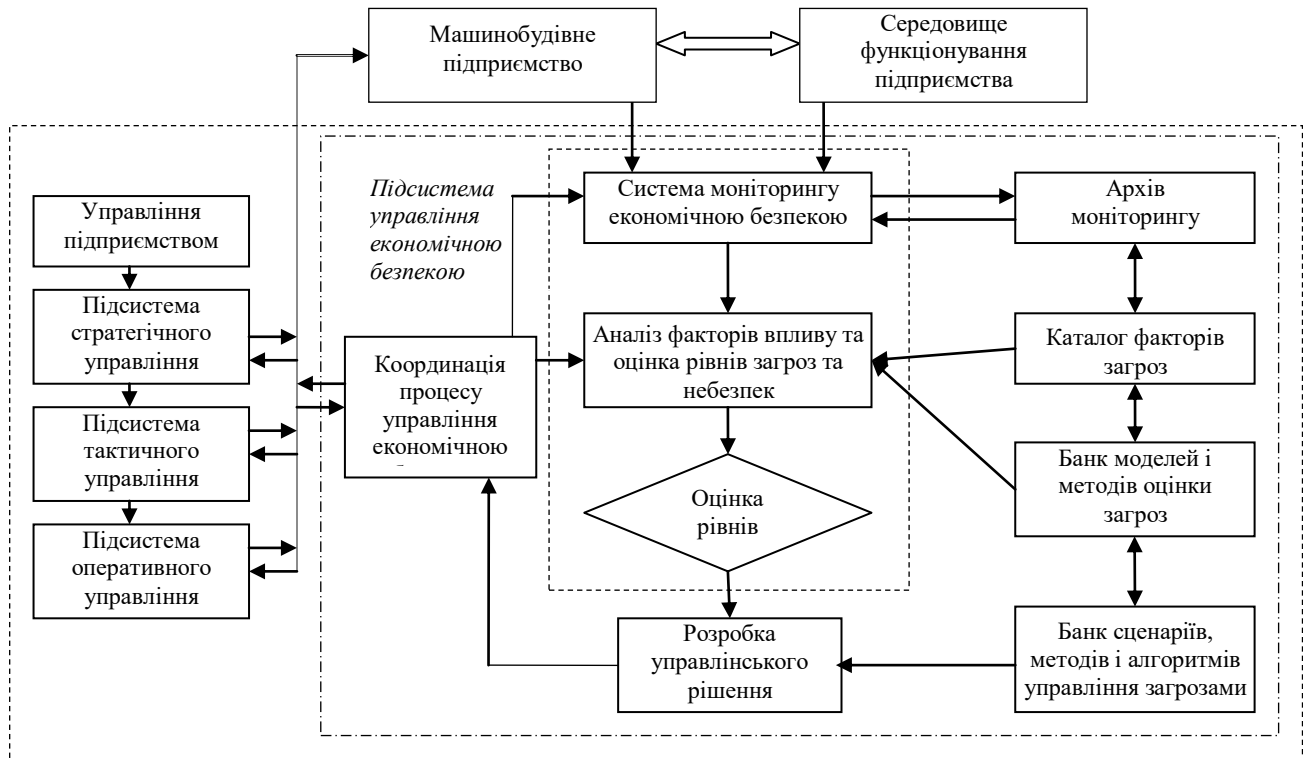 Машинобудівне
підприємство
Середовище
функціонування
підприємства
Підсистема
управління
економічною
безпекою
Система моніторингу
економічною безпекою
Архів
моніторингу
Управління
підприємством
Підсистема
стратегічного
управління
Аналіз факторів впливу та
оцінка рівнів загроз та
небезпек
Каталог факторів
загроз
Координація
процесу
управління
економічною
Підсистема
тактичного
управління
Банк моделей і
методів оцінки
загроз
Оцінка
рівнів
Підсистема
оперативного
управління
Розробка
управлінського
рішення
Банк сценаріїв,
методів і алгоритмів
управління загрозами